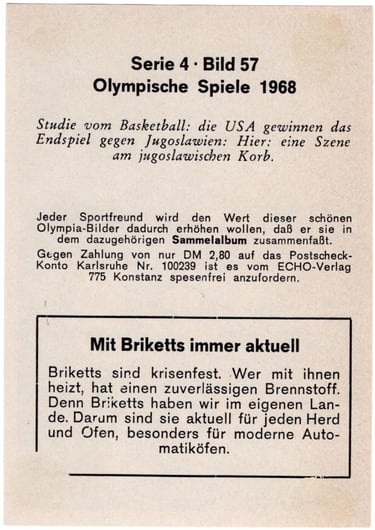 Serie 4 · Bild 57
Olympische Spiele 1968
Studie vom Basketball: die USA gewinnen das
Endspiel gegen Jugoslawien: Hier: eine Szene
am jugoslawischen Korb.
Jeder Sportfreund wird den Wert dieser schönen
Olympia-Bilder dadurch erhöhen wollen, daß er sie in
dem dazugehörigen Sammelalbum zusammenfaßt.
Gegen Zahlung von nur DM 2,80 auf das Postscheck-
Konto Karlsruhe Nr. 100239 ist es vom ECHO-Verlag
775 Konstanz spesenfrei anzufordern.
Mit Briketts immer aktuell
Briketts sind krisenfest. Wer mit ihnen
heizt, hat einen zuverlässigen Brennstoff.
Denn Briketts haben wir im eigenen Lan-
de. Darum sind sie aktuell für jeden Herd
und Ofen, besonders für moderne Auto-
matiköfen.